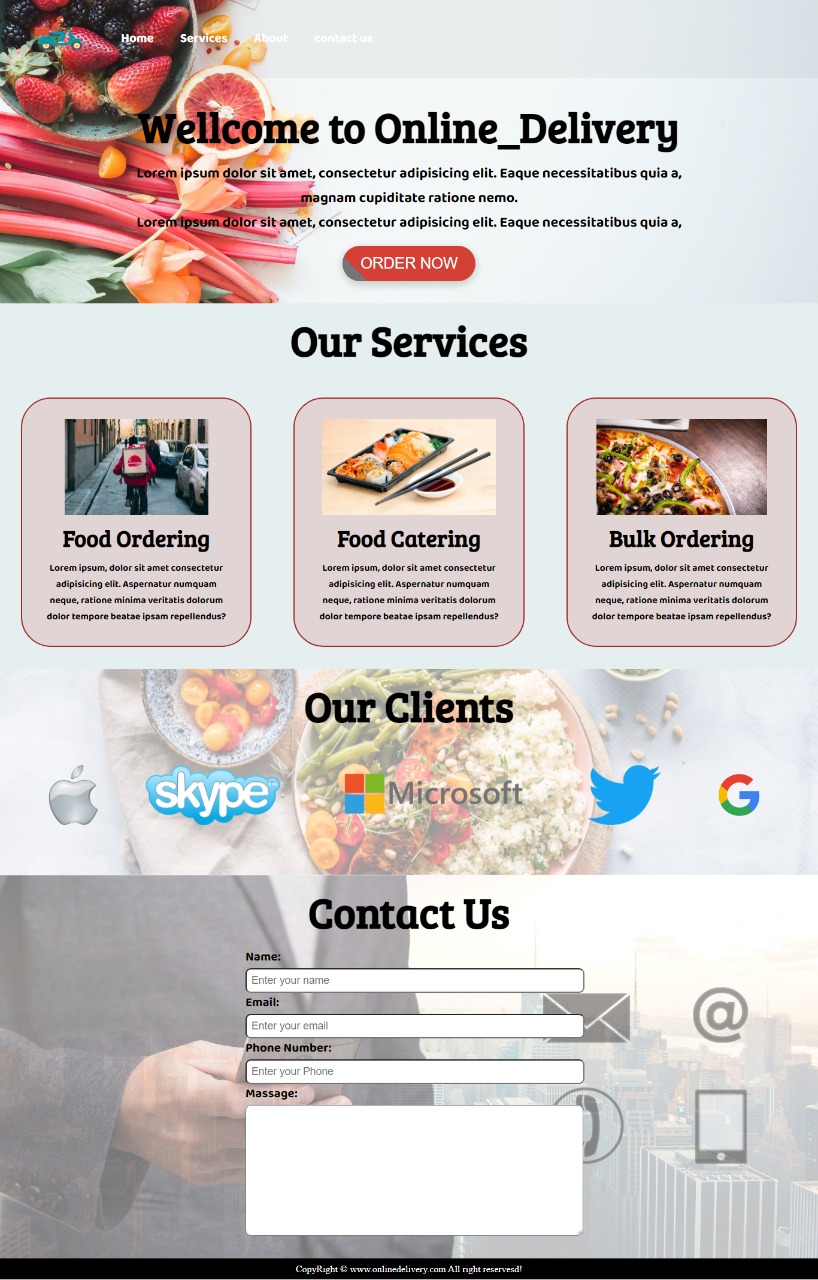 Home Services About contact us
Wellcome to Online_Delivery
Lorem ipsum dolor sit amet, consectetur adipisicing elit. Eaque necessitatibus quia a,
magnam cupiditate ratione nemo.
Lorem ipsum dolor sit amet, consectetur adipisicing elit. Eaque necessitatibus quia a,
ORDER NOW
Our Services
Food Ordering
Lorem ipsum, dolor sit amet consectetur
adipisicing elit. Aspernatur numquam
neque, ratione minima veritatis dolorum
dolor tempore beatae ipsam repellendus?
Food Catering
Lorem ipsum, dolor sit amet consectetur
adipisicing elit. Aspernatur numquam
neque, ratione minima veritatis dolorum
dolor tempore beatae ipsam repellendus?
Bulk Ordering
Lorem ipsum, dolor sit amet consectetur
adipisicing elit. Aspernatur numquam
neque, ratione minima veritatis dolorum
dolor tempore beatae ipsam repellendus?
Our Clients
skype
Microsoft
G
Contact Us
Name:
Enter your name
Email:
Enter your email
@
Phone Number:
Enter your Phone
Massage:
CopyRight © www.onlinedelivery.com All right reservesd!